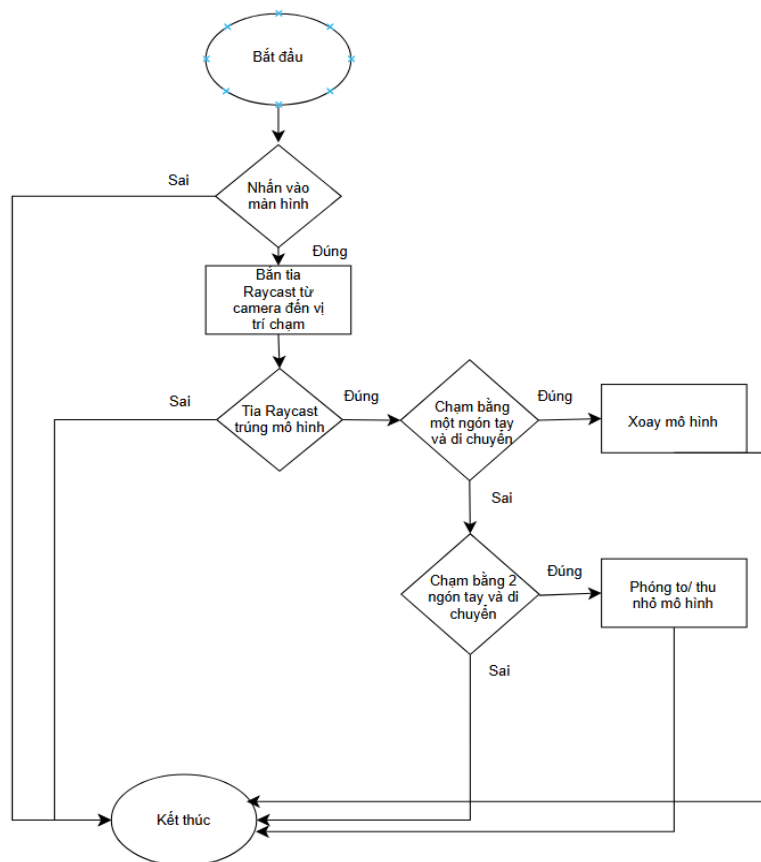 Bắt đầu
Sai
Nhấn vào
màn hình
Đúng
Bắn tia
Raycast từ
camera đến vị
trí chạm
Sai
Tia Raycast
trúng mô hình
Đúng
Chạm bằng
một ngón tay
và di chuyển
Đúng
Xoay mô hình
Sai
Chạm bằng 2
ngón tay và di
chuyển
Đúng
Phóng to/ thu
nhỏ mô hình
Sai
Kết thúc